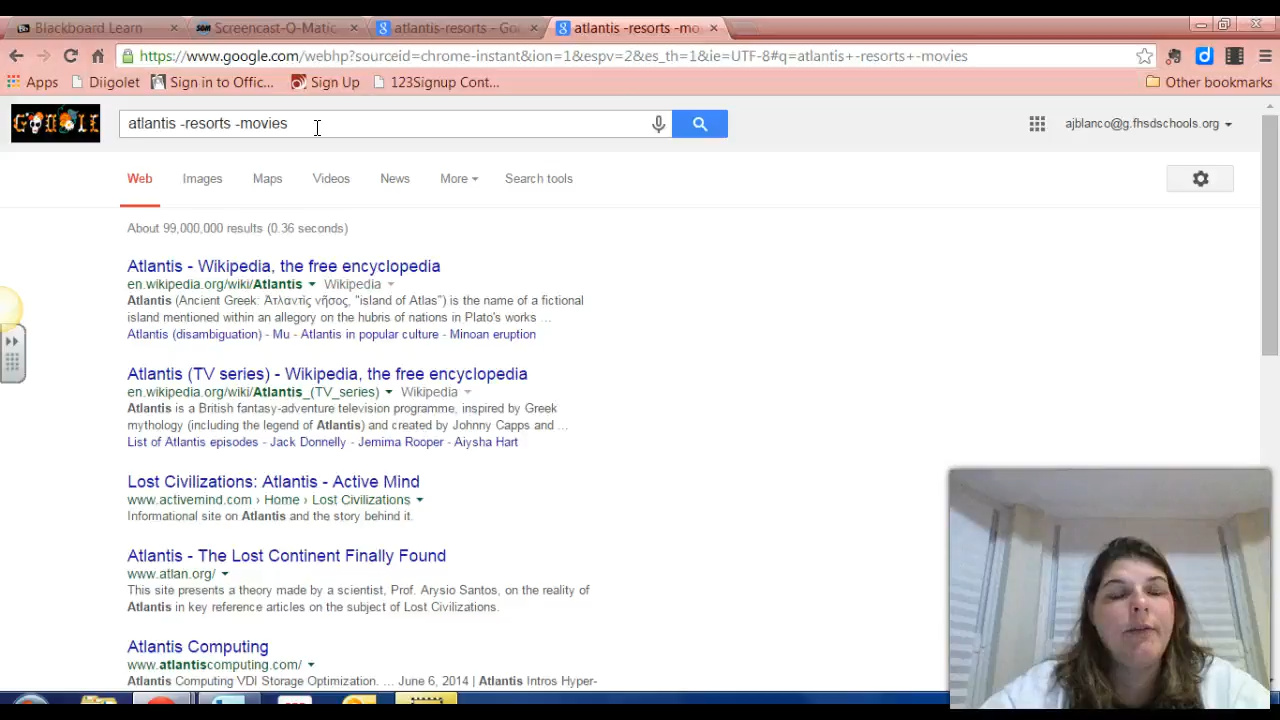 Blackboard Learn
Screencast-O-Matic
atlantis-resorts - Go
atlantis -resorts -mo
https://www.google.com/webhp?sourceid=chrome-instant&ion=1&espv=2&es_th=1&ie=UTF-8#q=atlantis+-resorts+-movies
Apps
Diigolet
Sign in to Offic...
Sign Up
123Signup Cont...
Other bookmarks
atlantis -resorts -movies
ajblanco@g.fhsdschools.org
Web
Images
Maps
Videos
News
More
Search tools
About 99,000,000 results (0.36 seconds)
Atlantis - Wikipedia, the free encyclopedia
en.wikipedia.org/wiki/Atlantis Wikipedia
Atlantis (Ancient Greek: Ἀτλαντὶς νῆσος, "island of Atlas") is the name of a fictional
island mentioned within an allegory on the hubris of nations in Plato's works ...
Atlantis (disambiguation) - Mu - Atlantis in popular culture - Minoan eruption
Atlantis (TV series) - Wikipedia, the free encyclopedia
en.wikipedia.org/wiki/Atlantis_(TV_series) Wikipedia
Atlantis is a British fantasy-adventure television programme, inspired by Greek
mythology (including the legend of Atlantis) and created by Johnny Capps and ...
List of Atlantis episodes - Jack Donnelly - Jemima Rooper - Aiysha Hart
Lost Civilizations: Atlantis - Active Mind
www.activemind.com › Home › Lost Civilizations
Informational site on Atlantis and the story behind it.
Atlantis - The Lost Continent Finally Found
www.atlan.org/
This site presents a theory made by a scientist, Prof. Arysio Santos, on the reality of
Atlantis in key reference articles on the subject of Lost Civilizations.
Atlantis Computing
www.atlantiscomputing.com/
Atlantis Computing VDI Storage Optimization. ... June 6, 2014 | Atlantis Intros Hyper-